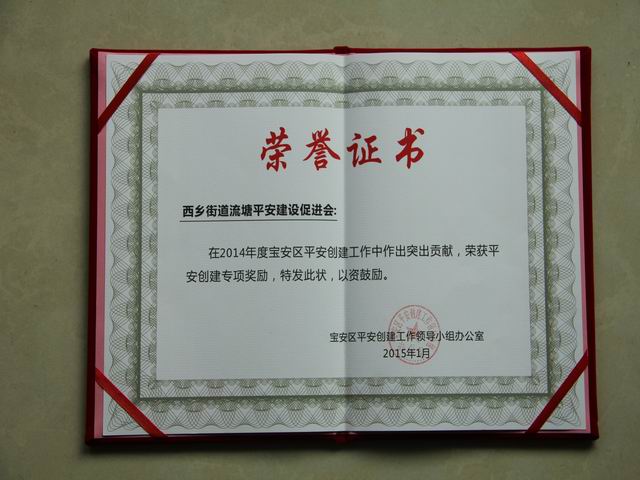 荣誉证书
西乡街道流塘平安建设促进会:
在2014年度宝安区平安创建工作中作出突出贡献，荣获平
安创建专项奖励，特发此状，以资鼓励。
宝安区平安创建工作领导小组办公室
2015年1月